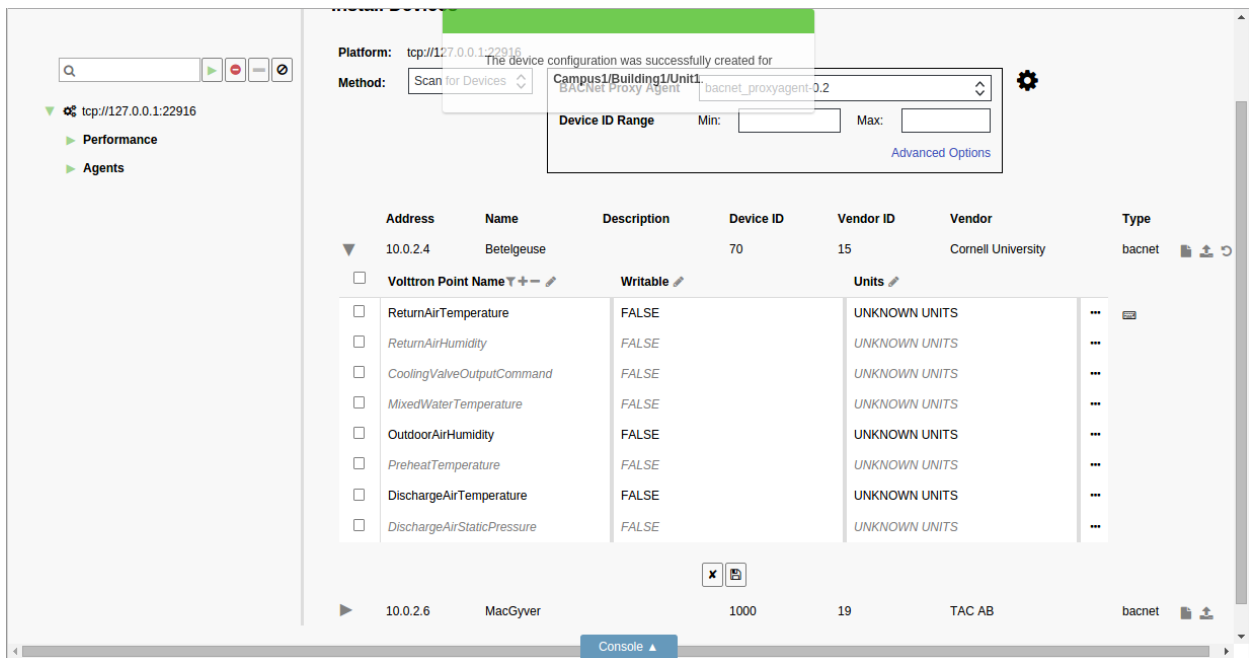 Install Devices
Platform: tcp://127.0.0.1:22916
The device configuration was successfully created for
Campus1/Building1/Unit1.
Method: Scan for Devices
BACNet Proxy Agent bacnet_proxyagent-0.2
Device ID Range Min: Max:
Advanced Options
tcp://127.0.0.1:22916
Performance
Agents
Address Name Description Device ID Vendor ID Vendor Type
10.0.2.4 Betelgeuse 70 15 Cornell University bacnet
Volttron Point Name Writable Units
ReturnAirTemperature FALSE UNKNOWN UNITS
ReturnAirHumidity FALSE UNKNOWN UNITS
CoolingValveOutputCommand FALSE UNKNOWN UNITS
MixedWaterTemperature FALSE UNKNOWN UNITS
OutdoorAirHumidity FALSE UNKNOWN UNITS
PreheatTemperature FALSE UNKNOWN UNITS
DischargeAirTemperature FALSE UNKNOWN UNITS
DischargeAirStaticPressure FALSE UNKNOWN UNITS
10.0.2.6 MacGyver 1000 19 TAC AB bacnet
Console ▲